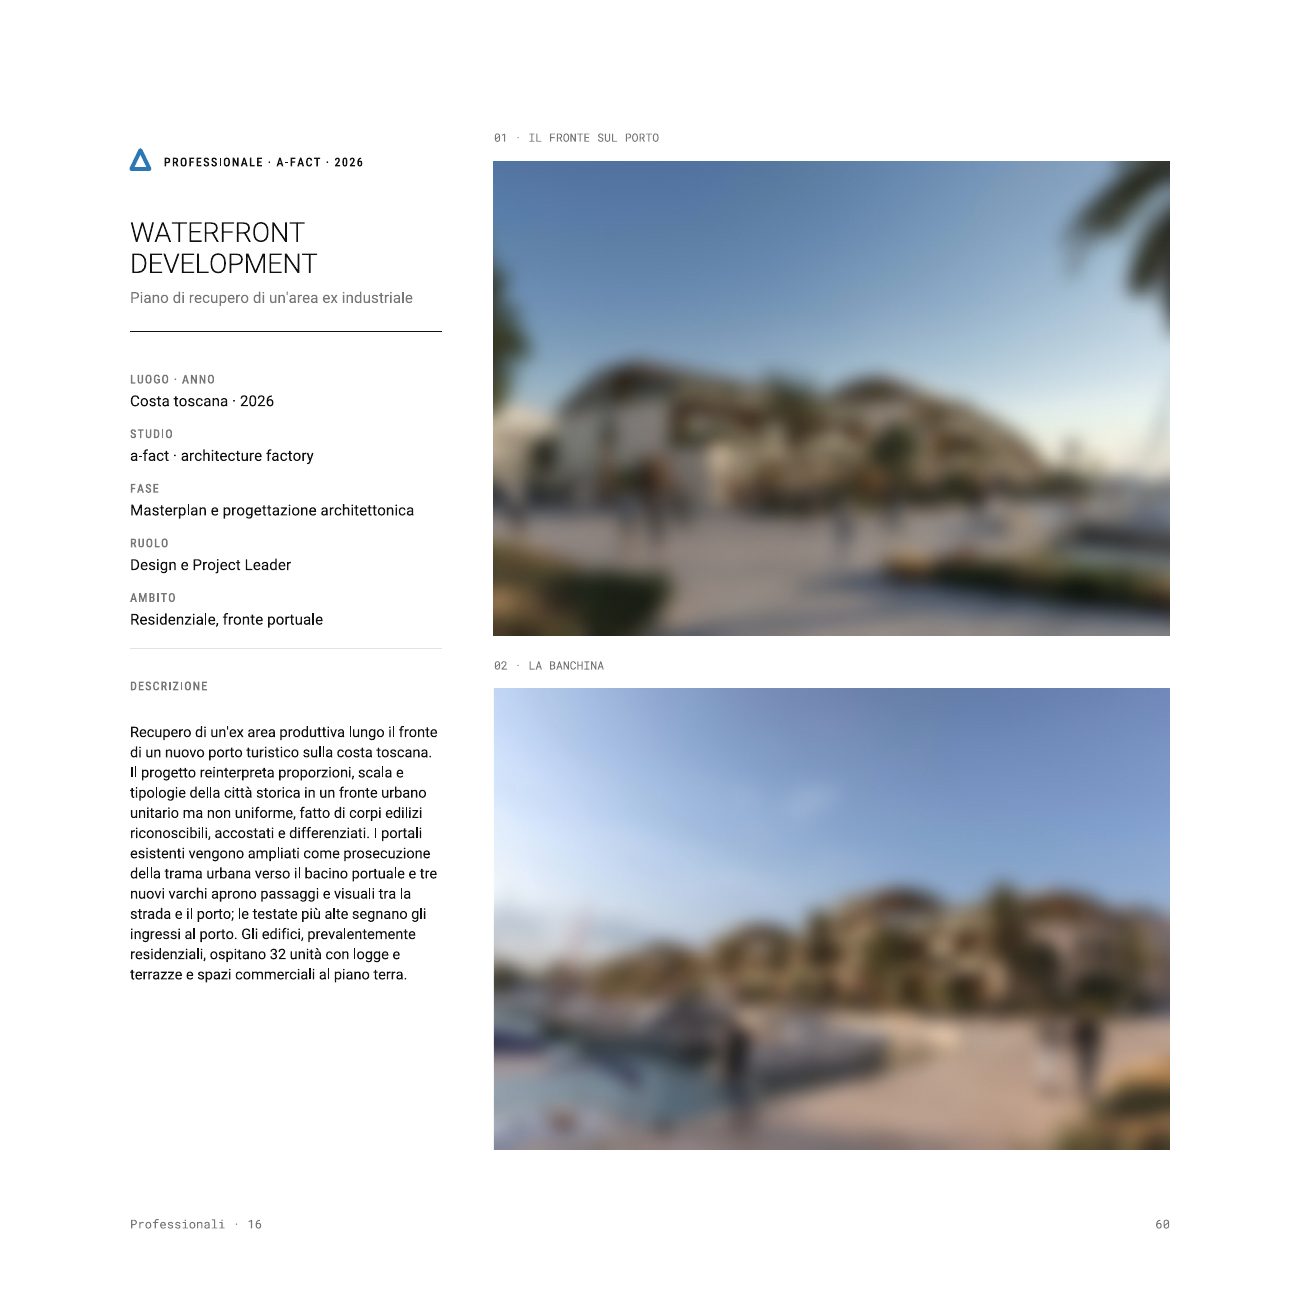 PROFESSIONALE · A-FACT · 2026
WATERFRONT
DEVELOPMENT
Piano di recupero di un'area ex industriale
LUOGO · ANNO
Costa toscana · 2026
STUDIO
a-fact · architecture factory
FASE
Masterplan e progettazione architettonica
RUOLO
Design e Project Leader
AMBITO
Residenziale, fronte portuale
DESCRIZIONE
Recupero di un'ex area produttiva lungo il fronte
di un nuovo porto turistico sulla costa toscana.
Il progetto reinterpreta proporzioni, scala e
tipologie della città storica in un fronte urbano
unitario ma non uniforme, fatto di corpi edilizi
riconoscibili, accostati e differenziati. I portali
esistenti vengono ampliati come prosecuzione
della trama urbana verso il bacino portuale e tre
nuovi varchi aprono passaggi e visuali tra la
strada e il porto; le testate più alte segnano gli
ingressi al porto. Gli edifici, prevalentemente
residenziali, ospitano 32 unità con logge e
terrazze e spazi commerciali al piano terra.
01 · IL FRONTE SUL PORTO
02 · LA BANCHINA
Professionali · 16
60